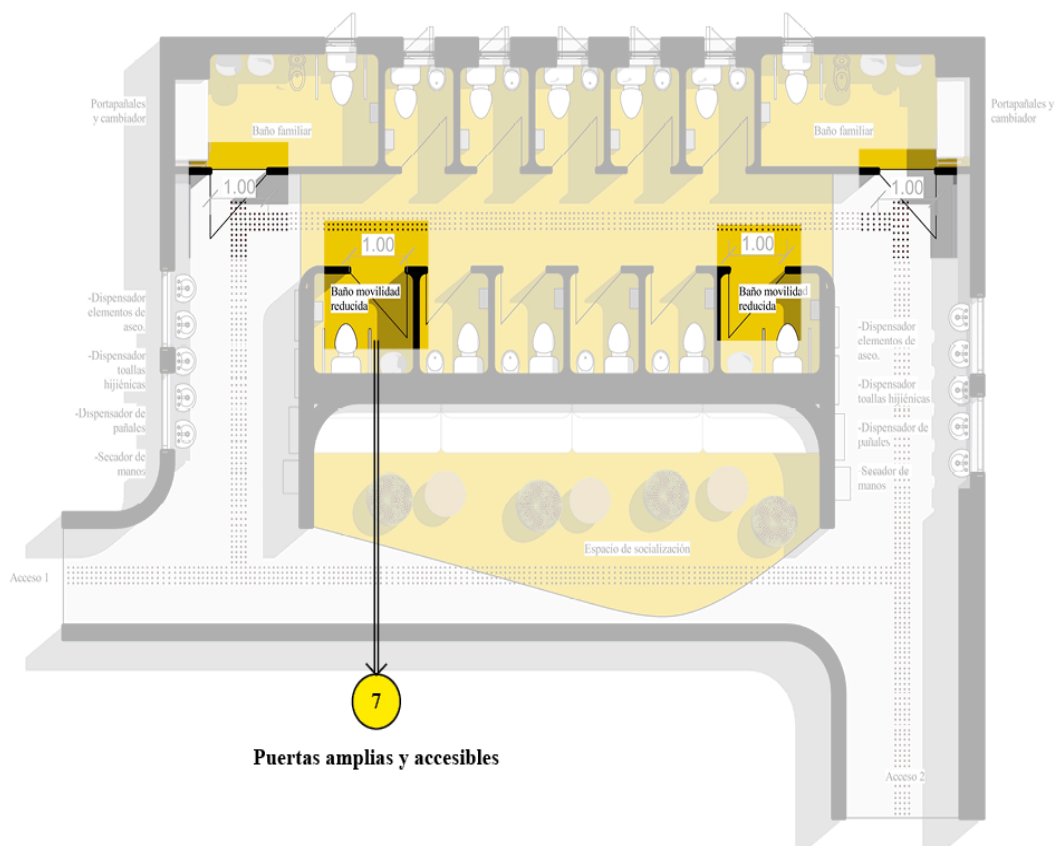 Portapañales
y cambiador
Baño familiar
Baño familiar
Portapañales y
cambiador
1.00
1.00
1.00
1.00
Baño movilidad
reducida
Baño movilidad
reducida
-Dispensador
elementos de
aseo.
-Dispensador
toallas
hijiénicas
-Dispensador de
pañales
-Secador de
manos
-Dispensador
elementos de
aseo.
-Dispensador
toallas hijiénicas
-Dispensador de
pañales
-Secador de
manos
Espacio de socialización
Acceso 1
7
Puertas amplias y accesibles
Acceso 2